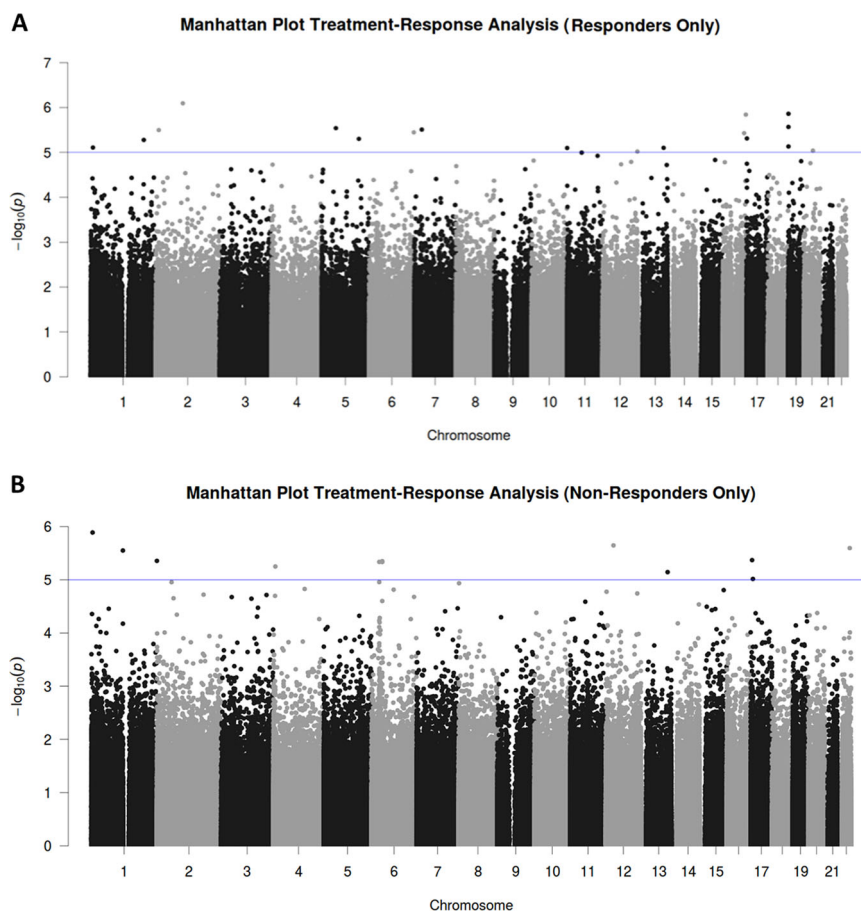 A
Manhattan Plot Treatment-Response Analysis (Responders Only)
7
6
5
4
3
2
1
0
−log10(p)
1 2 3 4 5 6 7 8 9 10 11 12 13 14 15 17 19 21
Chromosome
B
Manhattan Plot Treatment-Response Analysis (Non-Responders Only)
6
5
4
3
2
1
0
−log10(p)
1 2 3 4 5 6 7 8 9 10 11 12 13 14 15 17 19 21
Chromosome